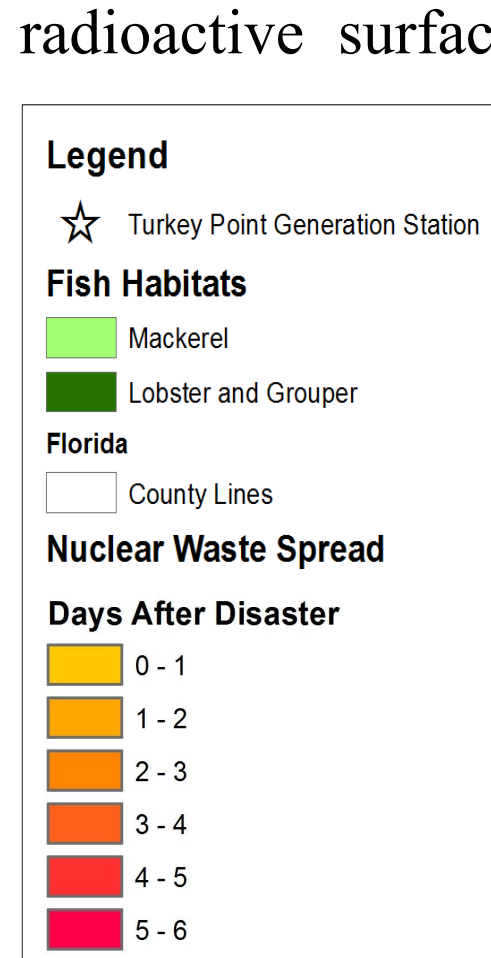 radioactive surfac
Legend
Turkey Point Generation Station
Fish Habitats
Mackerel
Lobster and Grouper
Florida
County Lines
Nuclear Waste Spread
Days After Disaster
0 - 1
1 - 2
2 - 3
3 - 4
4 - 5
5 - 6